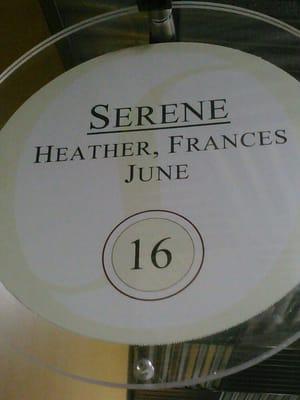 SERENE
HEATHER, FRANCES
JUNE
16